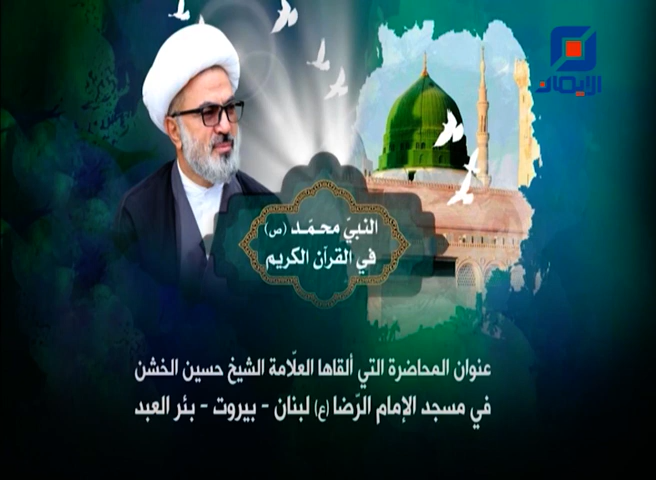 الإيمان
النبيّ محمّد (ص)
في القرآن الكريم
عنوان المحاضرة التي ألقاها العلّامة الشيخ حسين الخشن
في مسجد الإمام الرّضا (ع) لبنان - بيروت - بئر العبد